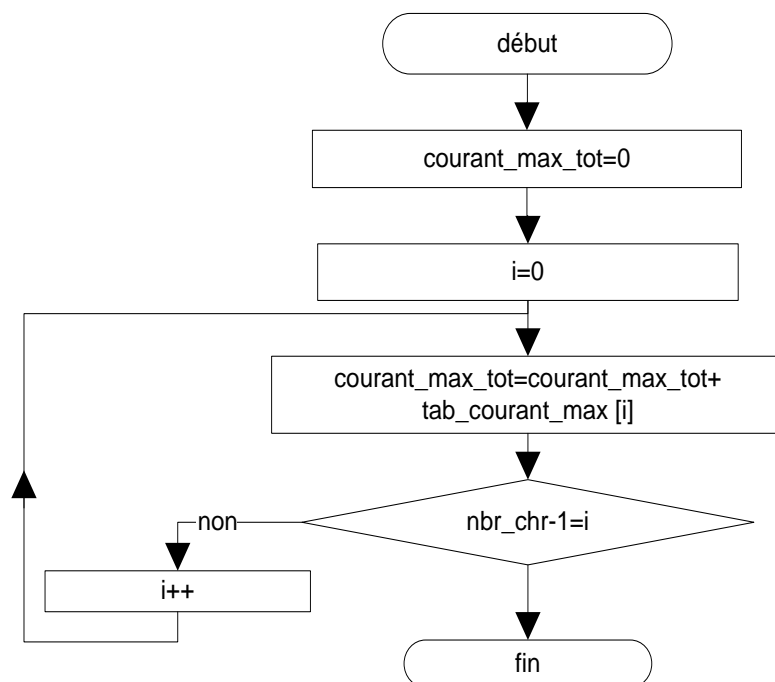 début
courant_max_tot=0
i=0
courant_max_tot=courant_max_tot+
tab_courant_max [i]
nbr_chr-1=i
non
i++
fin